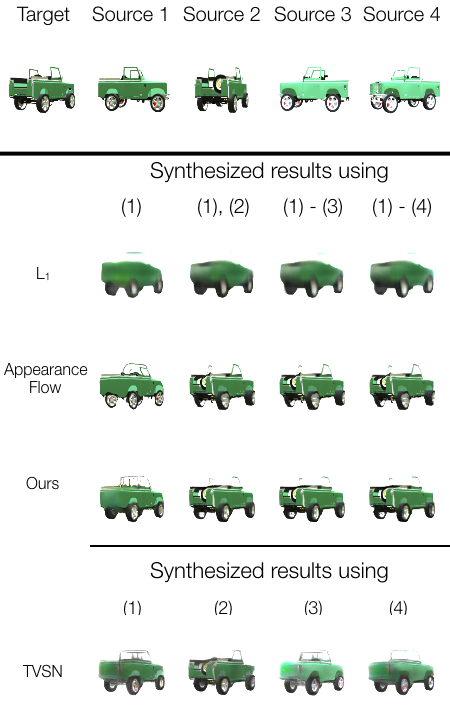 Target Source 1 Source 2 Source 3 Source 4
Synthesized results using
(1) (1), (2) (1) - (3) (1) - (4)
L1
Appearance
Flow
Ours
Synthesized results using
(1) (2) (3) (4)
TVSN